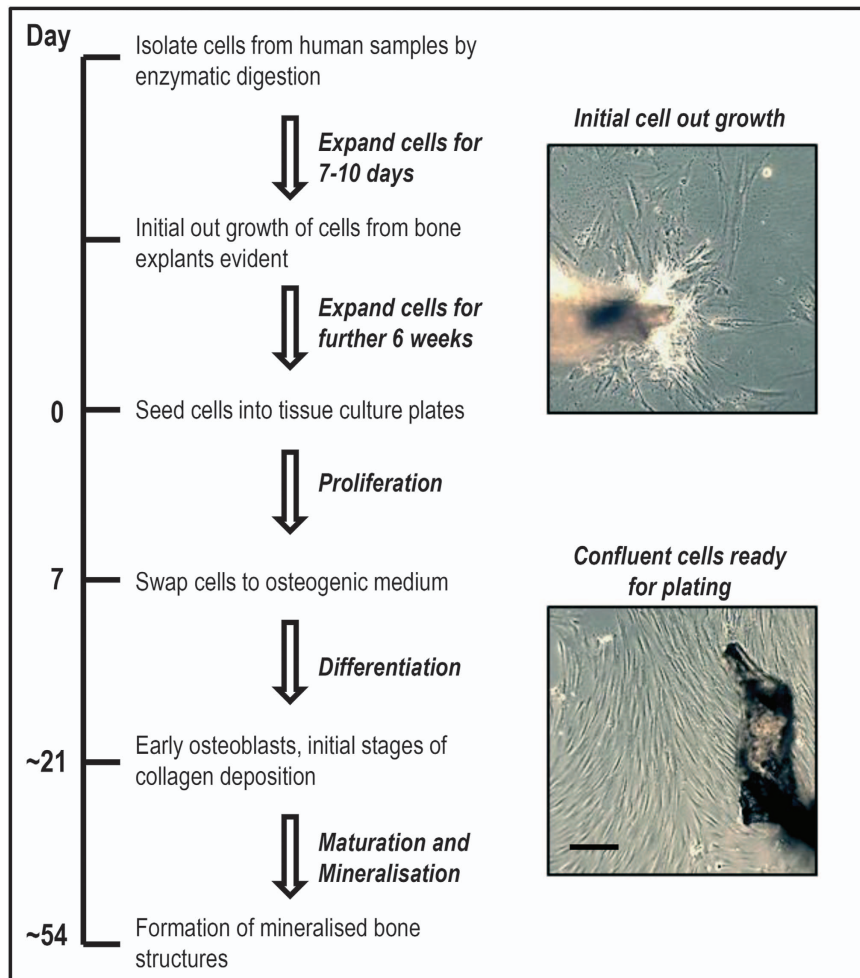 Day
Isolate cells from human samples by
enzymatic digestion
Expand cells for
7-10 days
Initial out growth of cells from bone
explants evident
Expand cells for
further 6 weeks
0
Seed cells into tissue culture plates
Proliferation
7
Swap cells to osteogenic medium
Differentiation
~21
Early osteoblasts, initial stages of
collagen deposition
Maturation and
Mineralisation
~54
Formation of mineralised bone
structures
Initial cell out growth
Confluent cells ready
for plating